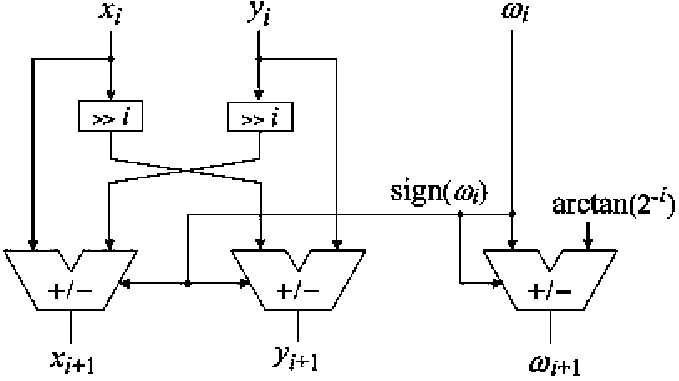 xᵢ yᵢ ωᵢ
>> i >> i
sign(ωᵢ)
arctan(2⁻ⁱ)
+/− +/− +/−
xᵢ₊₁ yᵢ₊₁ ωᵢ₊₁